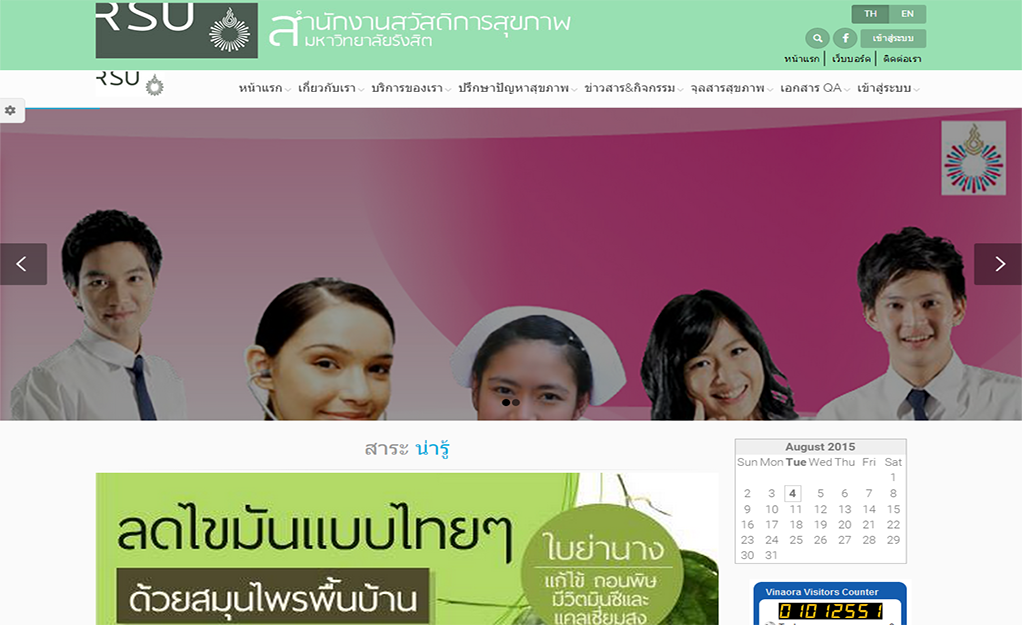 RSU
สำนักงานสวัสดิการสุขภาพ
มหาวิทยาลัยรังสิต
TH EN
เข้าสู่ระบบ
หน้าแรก เว็บบอร์ด ติดต่อเรา
RSU
หน้าแรก เกี่ยวกับเรา บริการของเรา ปรึกษาปัญหาสุขภาพ ข่าวสาร&กิจกรรม จุลสารสุขภาพ เอกสาร QA เข้าสู่ระบบ
สาระ น่ารู้
ลดไขมันแบบไทยๆ
ด้วยสมุนไพรพื้นบ้าน
ใบย่านาง
แก้ไข้ ถอนพิษ
มีวิตมินซีและ
แคลเซียมสูง
August 2015
Sun Mon Tue Wed Thu Fri Sat
1
2 3 4 5 6 7 8
9 10 11 12 13 14 15
16 17 18 19 20 21 22
23 24 25 26 27 28 29
30 31
Vinaora Visitors Counter
01012551